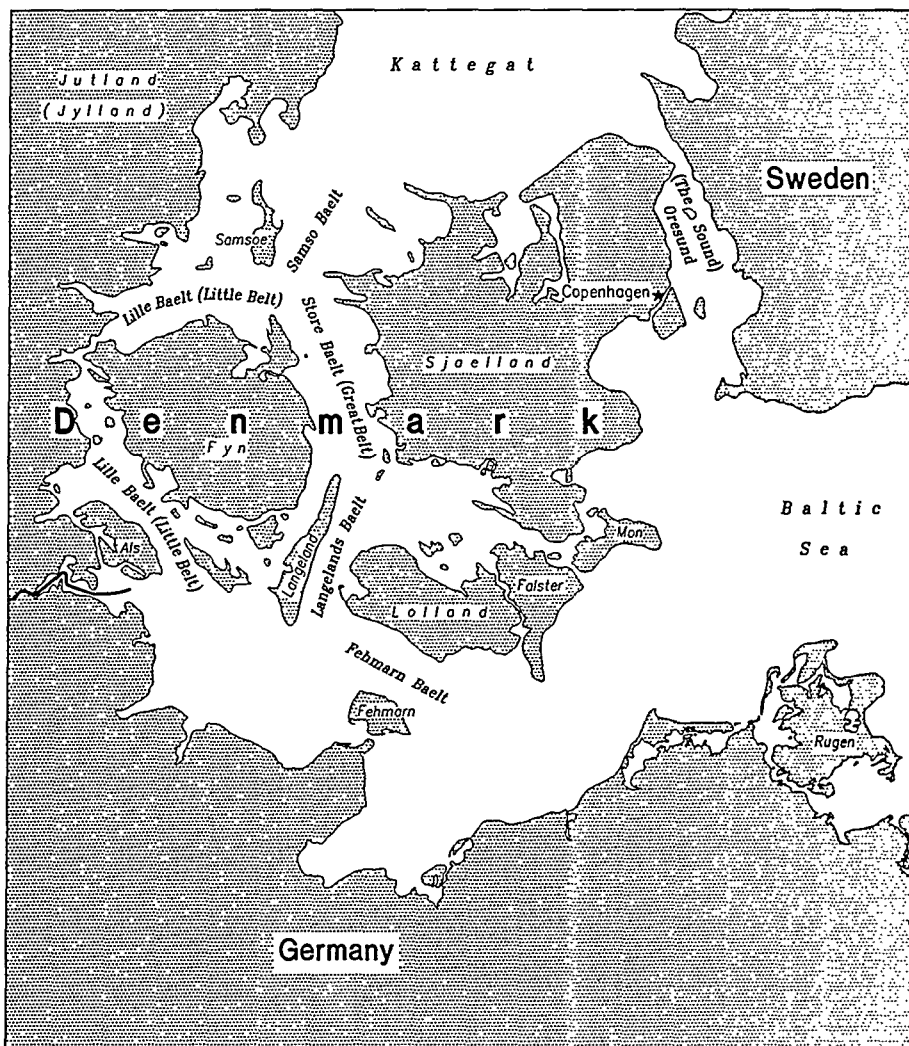 Kattegat
Jutland
(Jylland)
Sweden
(The Sound)
Oresund
Samsoe
Samso Baelt
Copenhagen
Lille Baelt (Little Belt)
Store Baelt (Great Belt)
Sjaelland
Denmark
Fyn
Lille Baelt (Little Belt)
Baltic
Sea
Als
Langeland
Langelands Baelt
Mon
Falster
Lolland
Fehmarn Baelt
Fehmarn
Rugen
Germany